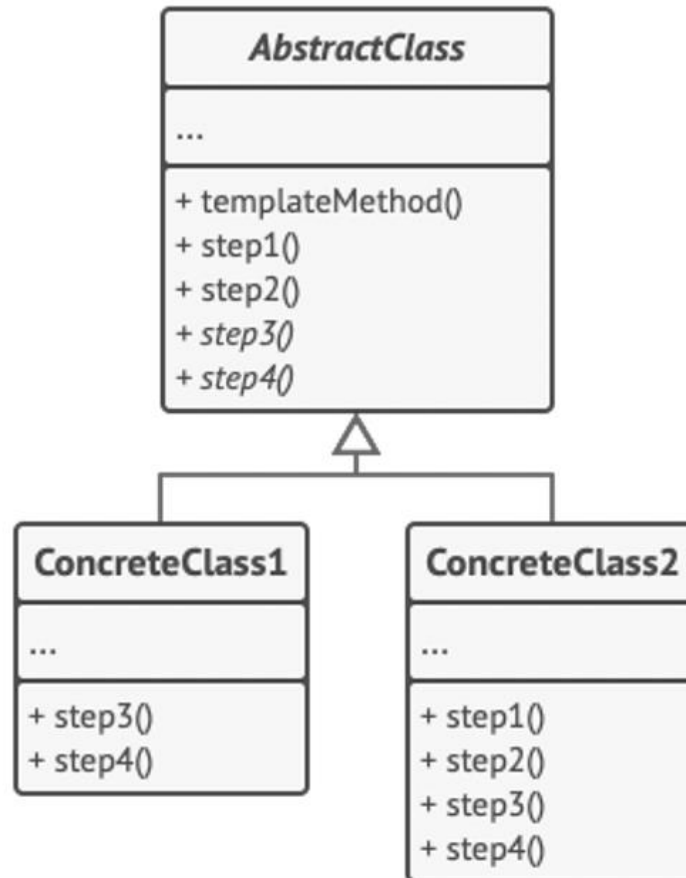 AbstractClass
...
+ templateMethod()
+ step1()
+ step2()
+ step3()
+ step4()
ConcreteClass1
...
+ step3()
+ step4()
ConcreteClass2
...
+ step1()
+ step2()
+ step3()
+ step4()